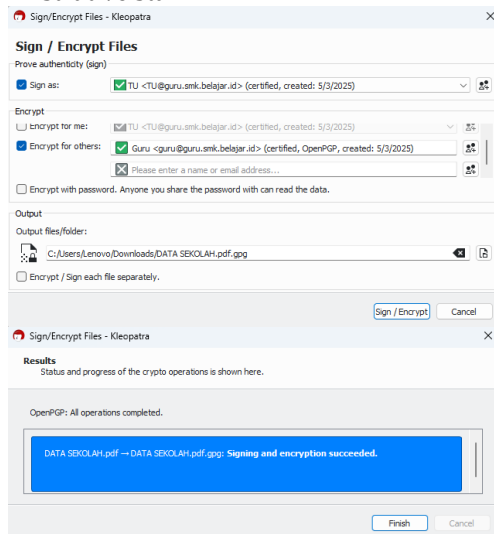 Sign/Encrypt Files - Kleopatra
Sign / Encrypt Files
Prove authenticity (sign)
Sign as: TU <TU@guru.smk.belajar.id> (certified, created: 5/3/2025)
Encrypt
Encrypt for me: TU <TU@guru.smk.belajar.id> (certified, created: 5/3/2025)
Encrypt for others: Guru <guru@guru.smk.belajar.id> (certified, OpenPGP, created: 5/3/2025)
Please enter a name or email address...
Encrypt with password. Anyone you share the password with can read the data.
Output
Output files/folder:
C:/Users/Lenovo/Downloads/DATA SEKOLAH.pdf.gpg
Encrypt / Sign each file separately.
Sign / Encrypt Cancel
Sign/Encrypt Files - Kleopatra
Results
Status and progress of the crypto operations is shown here.
OpenPGP: All operations completed.
DATA SEKOLAH.pdf → DATA SEKOLAH.pdf.gpg: Signing and encryption succeeded.
Finish Cancel